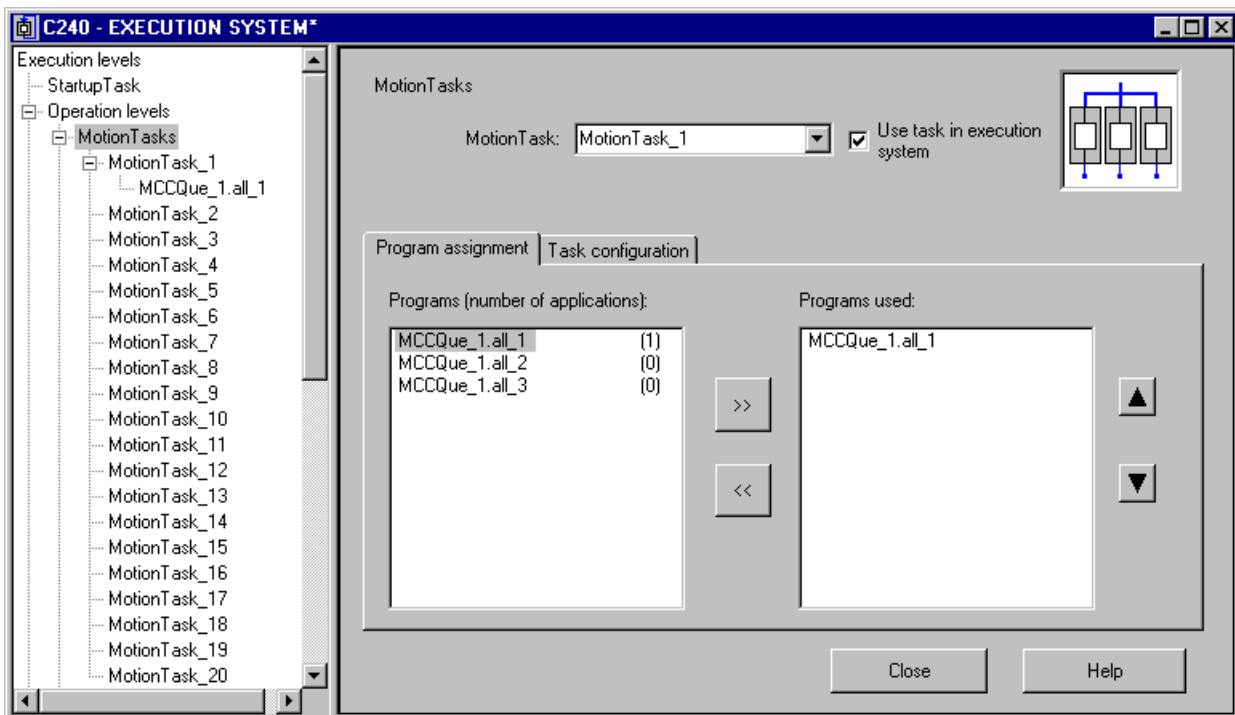 C240 - EXECUTION SYSTEM*
Execution levels
StartupTask
Operation levels
MotionTasks
MotionTask_1
MCCQue_1.all_1
MotionTask_2
MotionTask_3
MotionTask_4
MotionTask_5
MotionTask_6
MotionTask_7
MotionTask_8
MotionTask_9
MotionTask_10
MotionTask_11
MotionTask_12
MotionTask_13
MotionTask_14
MotionTask_15
MotionTask_16
MotionTask_17
MotionTask_18
MotionTask_19
MotionTask_20
MotionTasks
MotionTask: MotionTask_1
Use task in execution
system
Program assignment Task configuration
Programs (number of applications):
MCCQue_1.all_1 (1)
MCCQue_1.all_2 (0)
MCCQue_1.all_3 (0)
>>
<<
Programs used:
MCCQue_1.all_1
Close Help